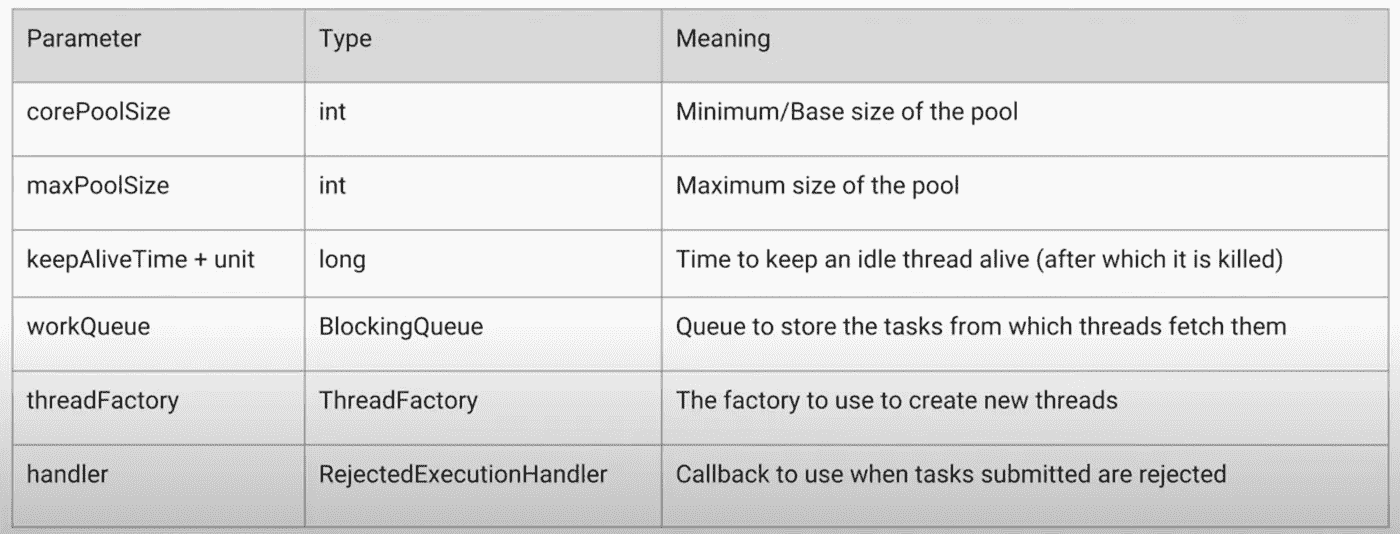 Parameter Type Meaning
corePoolSize int Minimum/Base size of the pool
maxPoolSize int Maximum size of the pool
keepAliveTime + unit long Time to keep an idle thread alive (after which it is killed)
workQueue BlockingQueue Queue to store the tasks from which threads fetch them
threadFactory ThreadFactory The factory to use to create new threads
handler RejectedExecutionHandler Callback to use when tasks submitted are rejected